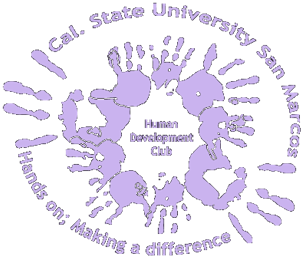 Cal. State University San Marcos
Human
Development
Club
Hands on; Making a difference